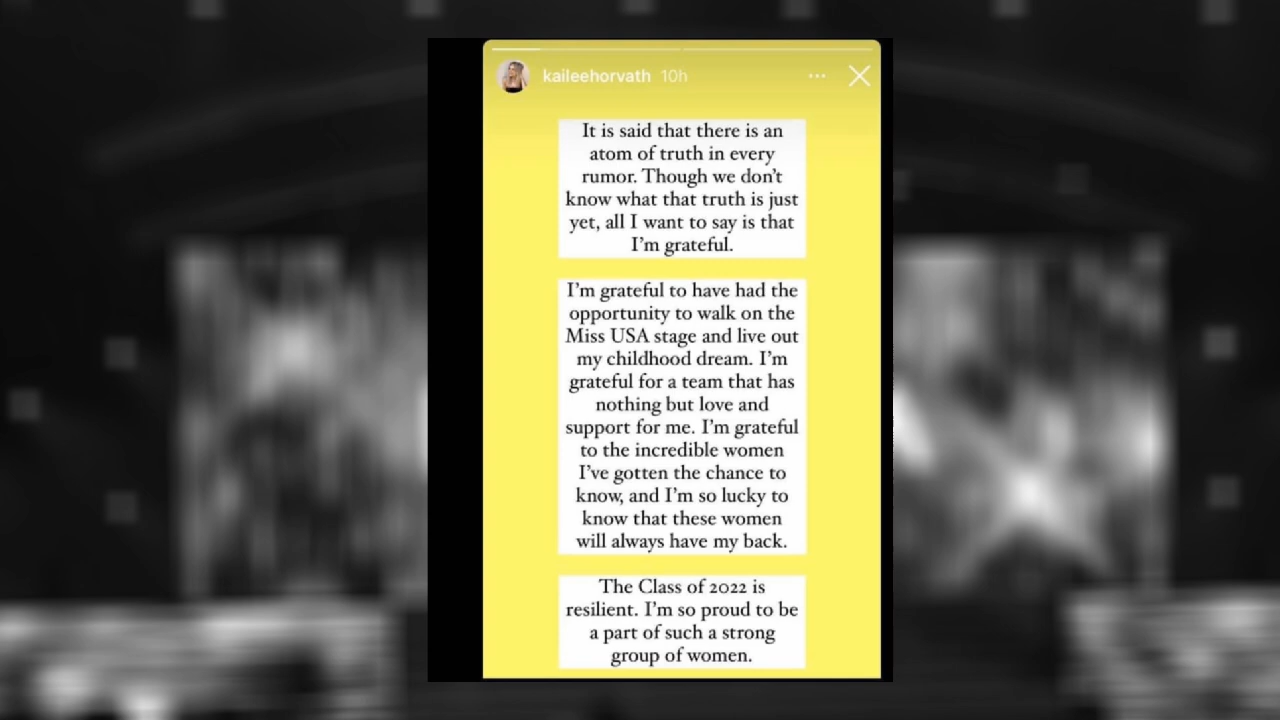 kaileehorvath 10h
It is said that there is an
atom of truth in every
rumor. Though we don't
know what that truth is just
yet, all I want to say is that
I'm grateful.
I'm grateful to have had the
opportunity to walk on the
Miss USA stage and live out
my childhood dream. I'm
grateful for a team that has
nothing but love and
support for me. I'm grateful
to the incredible women
I've gotten the chance to
know, and I'm so lucky to
know that these women
will always have my back.
The Class of 2022 is
resilient. I'm so proud to be
a part of such a strong
group of women.